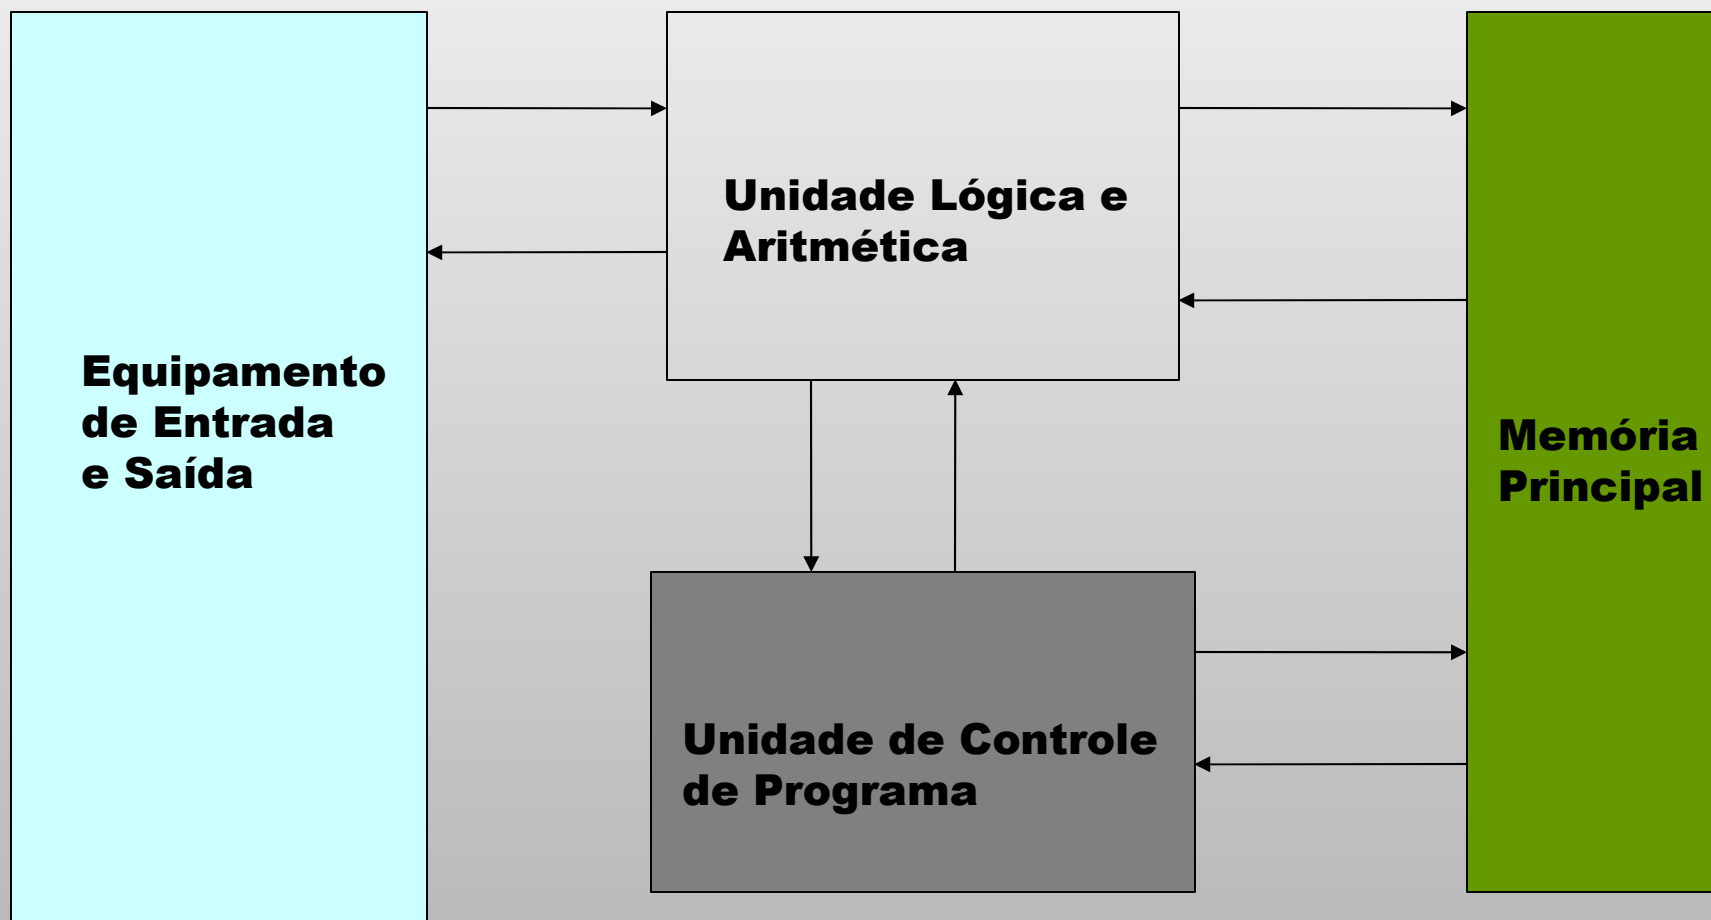 Equipamento
de Entrada
e Saída
Unidade Lógica e
Aritmética
Unidade de Controle
de Programa
Memória
Principal